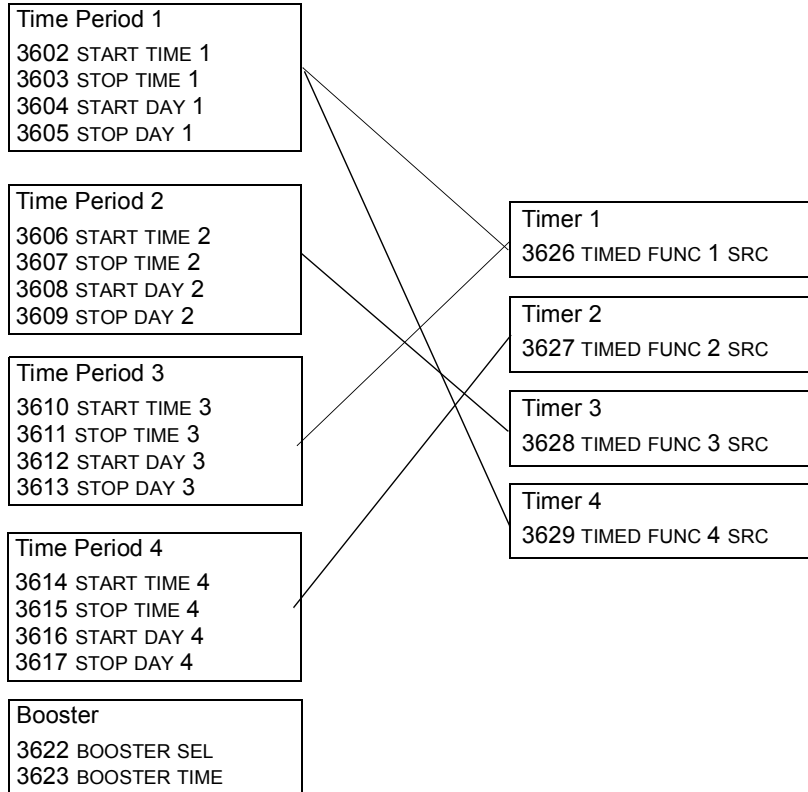 Time Period 1
3602 START TIME 1
3603 STOP TIME 1
3604 START DAY 1
3605 STOP DAY 1
Time Period 2
3606 START TIME 2
3607 STOP TIME 2
3608 START DAY 2
3609 STOP DAY 2
Time Period 3
3610 START TIME 3
3611 STOP TIME 3
3612 START DAY 3
3613 STOP DAY 3
Time Period 4
3614 START TIME 4
3615 STOP TIME 4
3616 START DAY 4
3617 STOP DAY 4
Booster
3622 BOOSTER SEL
3623 BOOSTER TIME
Timer 1
3626 TIMED FUNC 1 SRC
Timer 2
3627 TIMED FUNC 2 SRC
Timer 3
3628 TIMED FUNC 3 SRC
Timer 4
3629 TIMED FUNC 4 SRC